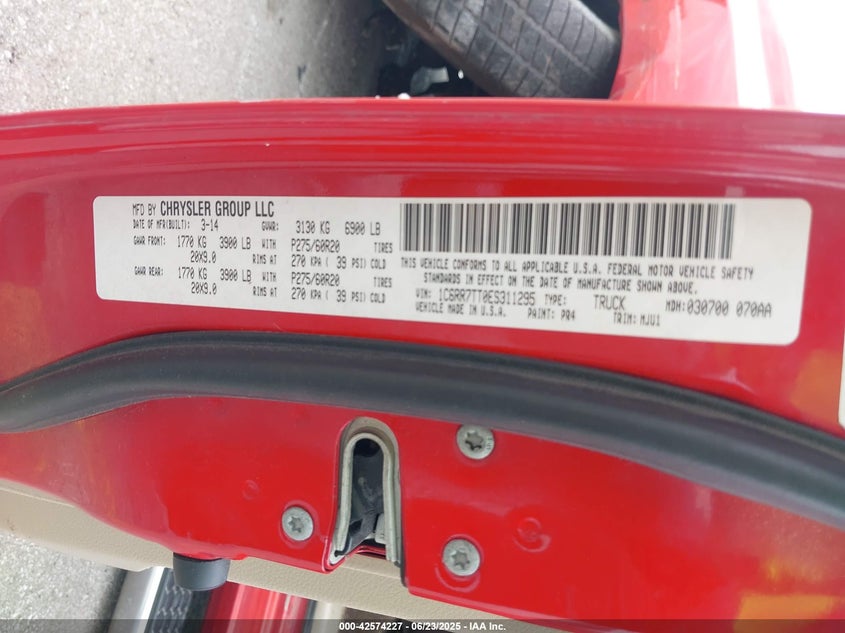 MFD BY CHRYSLER GROUP LLC
DATE OF MFR(BUILT): 3-14 GVWR: 3130 KG 6900 LB
GAWR FRONT: 1770 KG 3900 LB WITH P275/60R20 TIRES
20X9.0 RIMS AT 270 KPA ( 39 PSI) COLD
GAWR REAR: 1770 KG 3900 LB WITH P275/60R20 TIRES
20X9.0 RIMS AT 270 KPA ( 39 PSI) COLD
THIS VEHICLE CONFORMS TO ALL APPLICABLE U.S.A. FEDERAL MOTOR VEHICLE SAFETY
STANDARDS IN EFFECT ON THE DATE OF MANUFACTURE SHOWN ABOVE.
VIN: 1C6RR7TT0ES311295 TYPE: TRUCK MDH: 030700 070AA
VEHICLE MADE IN U.S.A. PAINT: PR4 TRIM: MJU1
000-42574227 - 06/23/2025 - IAA Inc.